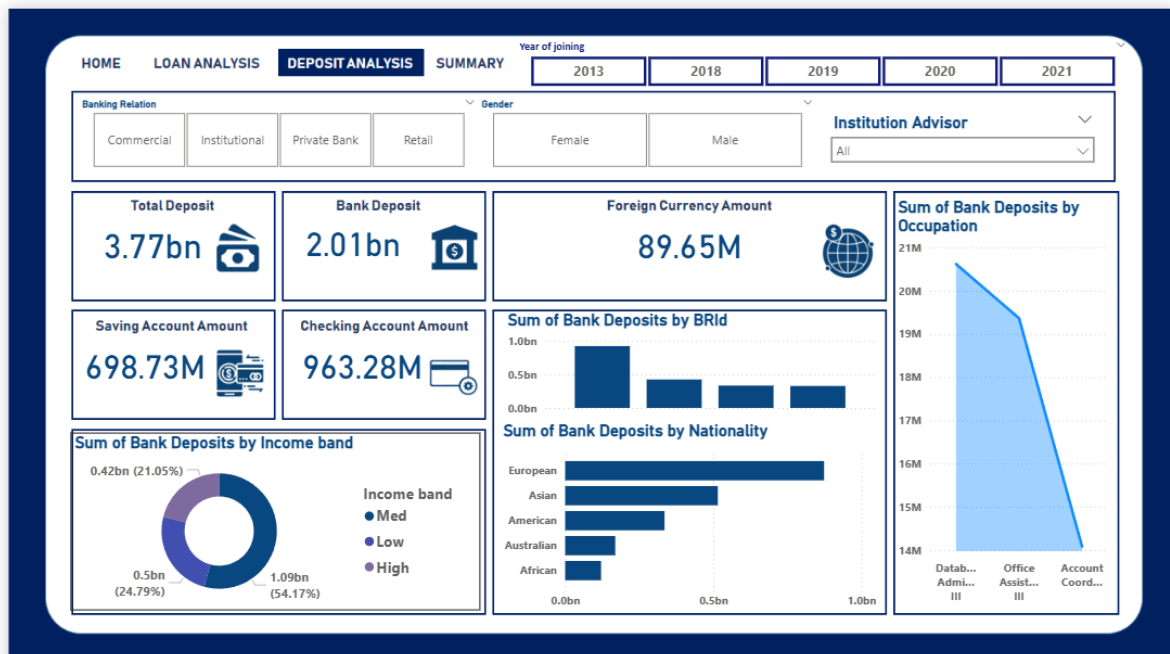 Year of joining
HOME LOAN ANALYSIS DEPOSIT ANALYSIS SUMMARY
2013 2018 2019 2020 2021
Banking Relation
Commercial Institutional Private Bank Retail
Gender
Female Male
Institution Advisor
All
Total Deposit
3.77bn
Bank Deposit
2.01bn
Foreign Currency Amount
89.65M
Saving Account Amount
698.73M
Checking Account Amount
963.28M
Sum of Bank Deposits by BRId
1.0bn
0.5bn
0.0bn
Sum of Bank Deposits by Nationality
European
Asian
American
Australian
African
0.0bn 0.5bn 1.0bn
Sum of Bank Deposits by Income band
0.42bn (21.05%)
0.5bn
(24.79%)
1.09bn
(54.17%)
Income band
Med
Low
High
Sum of Bank Deposits by
Occupation
21M
20M
19M
18M
17M
16M
15M
14M
Datab...
Admi...
III
Office
Assist...
III
Account
Coord...